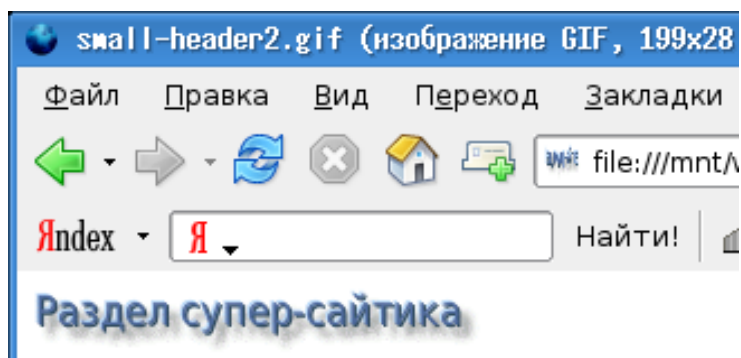 small-header2.gif (изображение GIF, 199x28
Файл Правка Вид Переход Закладки
file:///mnt/
Яndex Я Найти!
Раздел супер-сайтика